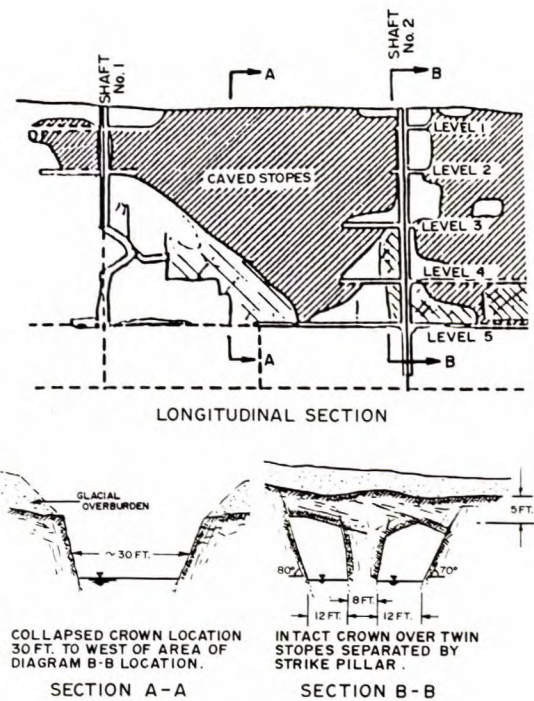 SHAFT
No. 1
A
SHAFT
No. 2
B
LEVEL 1
LEVEL 2
CAVED STOPES
LEVEL 3
LEVEL 4
A
B
LEVEL 5
LONGITUDINAL SECTION
GLACIAL
OVERBURDEN
~30 FT.
5 FT.
80°
70°
8 FT.
12 FT.
12 FT.
COLLAPSED CROWN LOCATION
30 FT. TO WEST OF AREA OF
DIAGRAM B-B LOCATION.
SECTION A-A
INTACT CROWN OVER TWIN
STOPES SEPARATED BY
STRIKE PILLAR.
SECTION B-B